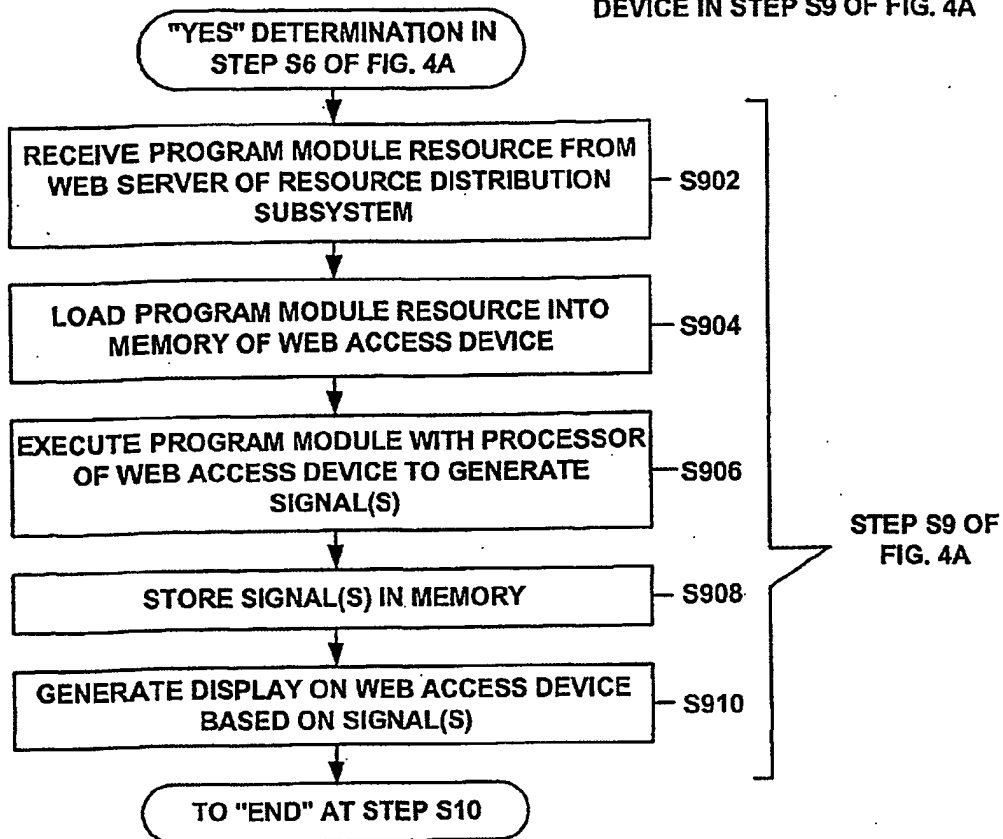 DEVICE IN STEP S9 OF FIG. 4A
"YES" DETERMINATION IN
STEP S6 OF FIG. 4A
RECEIVE PROGRAM MODULE RESOURCE FROM
WEB SERVER OF RESOURCE DISTRIBUTION
SUBSYSTEM
S902
LOAD PROGRAM MODULE RESOURCE INTO
MEMORY OF WEB ACCESS DEVICE
S904
EXECUTE PROGRAM MODULE WITH PROCESSOR
OF WEB ACCESS DEVICE TO GENERATE
SIGNAL(S)
S906
STORE SIGNAL(S) IN MEMORY
S908
GENERATE DISPLAY ON WEB ACCESS DEVICE
BASED ON SIGNAL(S)
S910
TO "END" AT STEP S10
STEP S9 OF
FIG. 4A